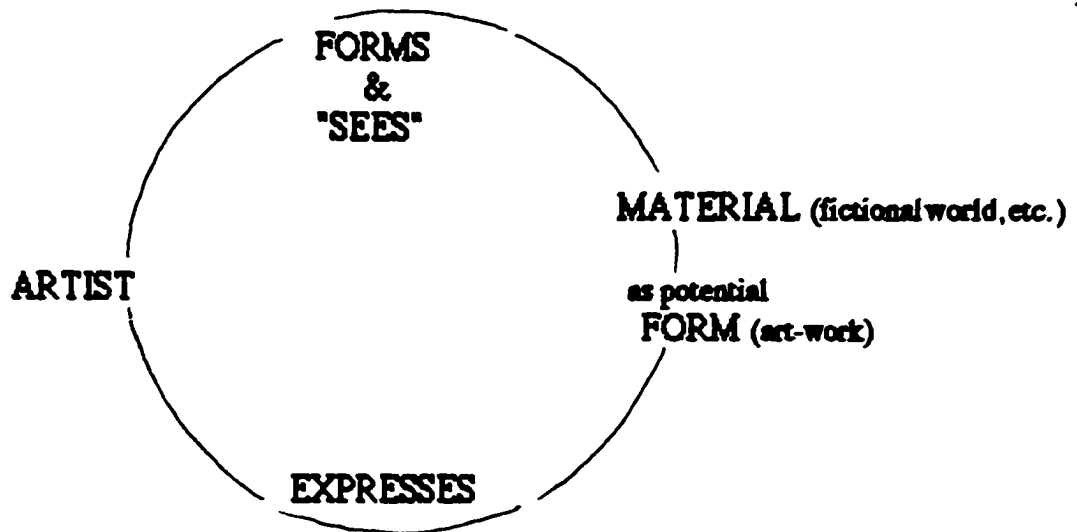 FORMS
&
"SEES"
MATERIAL (fictional world, etc.)
ARTIST
as potential
FORM (art-work)
EXPRESSES